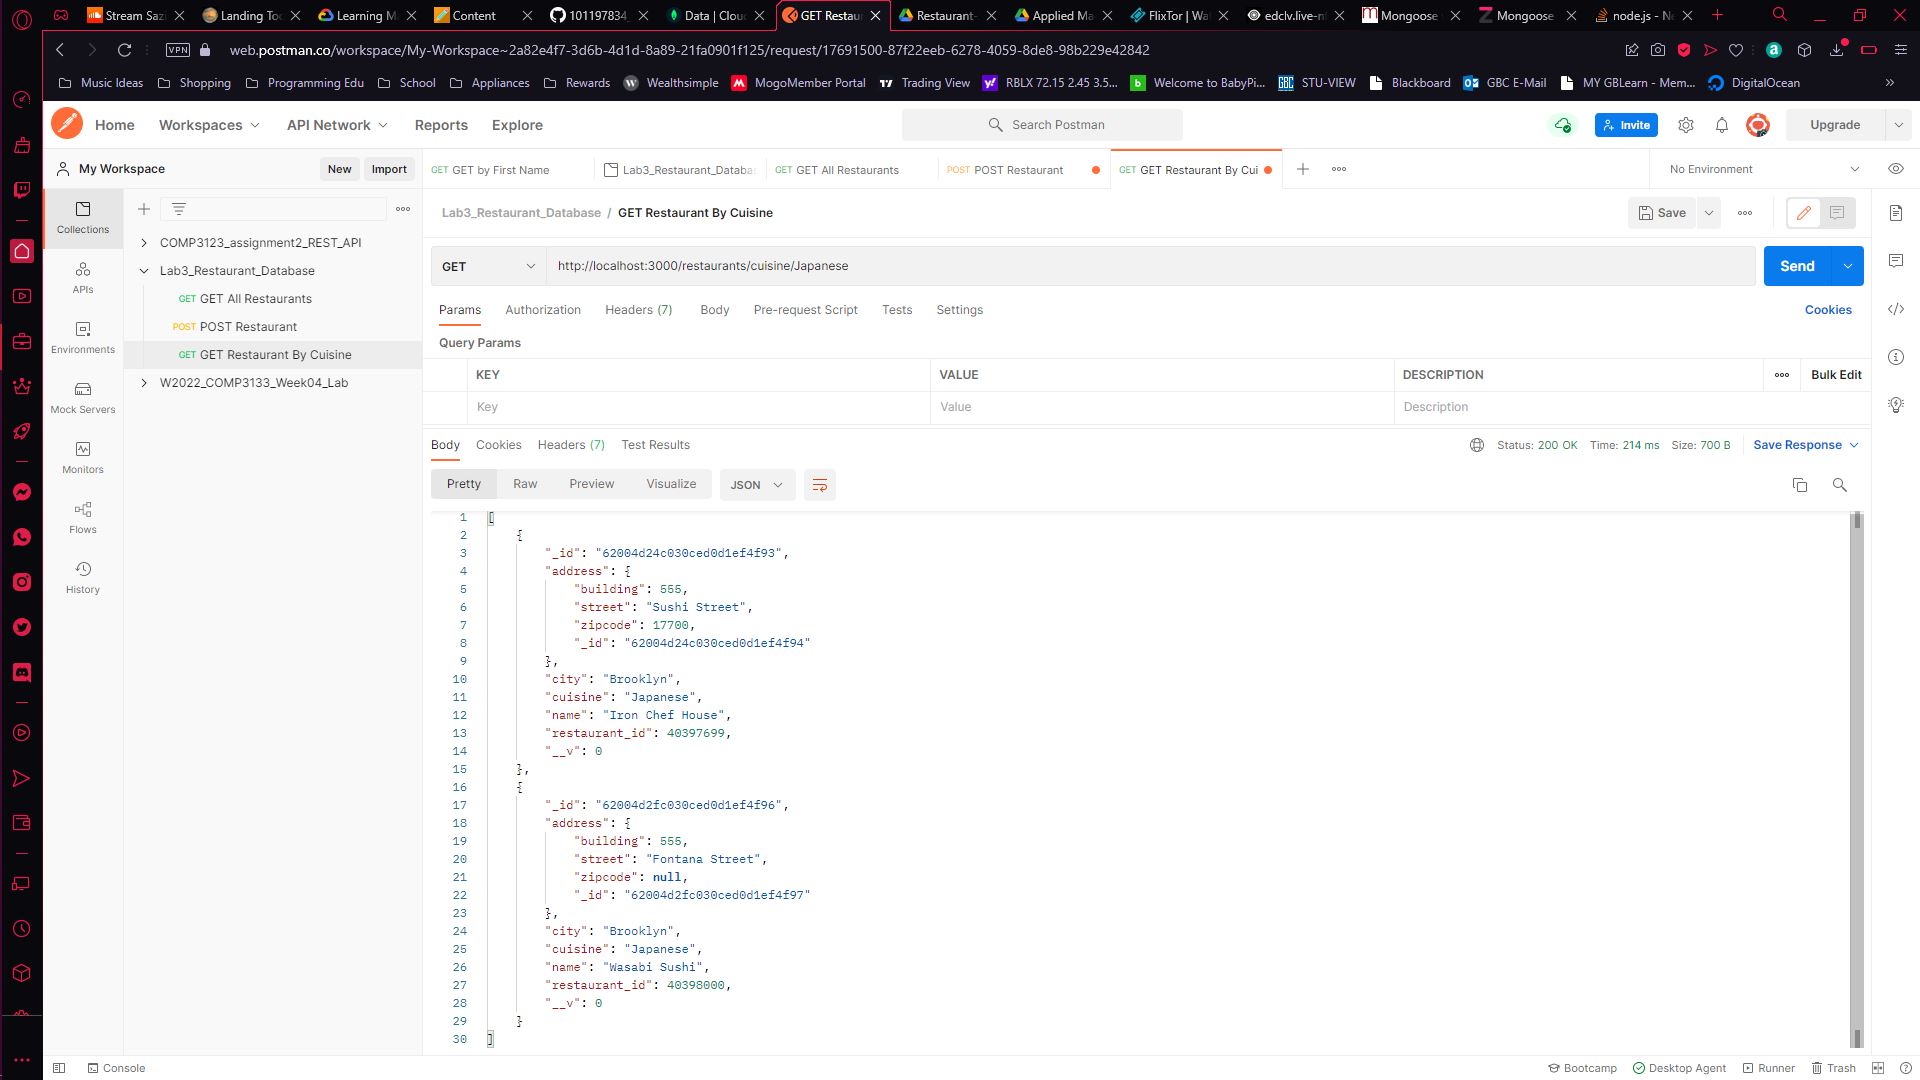 Stream Sazi
Landing To
Learning M
Content
101197834_
Data | Clou
GET Restau
Restaurant-
Applied Ma
FlixTor | Wa
edclv.live-n
Mongoose
Mongoose
node.js - Ne
VPN
web.postman.co/workspace/My-Workspace~2a82e4f7-3d6b-4d1d-8a89-21fa0901f125/request/17691500-87f22eeb-6278-4059-8de8-98b229e42842
Music Ideas
Shopping
Programming Edu
School
Appliances
Rewards
Wealthsimple
MogoMember Portal
Trading View
RBLX 72.15 2.45 3.5...
Welcome to BabyPi...
STU-VIEW
Blackboard
GBC E-Mail
MY GBLearn - Mem...
DigitalOcean
Home
Workspaces
API Network
Reports
Explore
Search Postman
Invite
Upgrade
My Workspace
New
Import
GET GET by First Name
Lab3_Restaurant_Databa
GET GET All Restaurants
POST POST Restaurant
GET GET Restaurant By Cui
No Environment
Collections
APIs
Environments
Mock Servers
Monitors
Flows
History
COMP3123_assignment2_REST_API
Lab3_Restaurant_Database
GET GET All Restaurants
POST POST Restaurant
GET GET Restaurant By Cuisine
W2022_COMP3133_Week04_Lab
Lab3_Restaurant_Database / GET Restaurant By Cuisine
Save
GET
http://localhost:3000/restaurants/cuisine/Japanese
Send
Params
Authorization
Headers (7)
Body
Pre-request Script
Tests
Settings
Cookies
Query Params
KEY
VALUE
DESCRIPTION
Bulk Edit
Key
Value
Description
Body
Cookies
Headers (7)
Test Results
Status: 200 OK
Time: 214 ms
Size: 700 B
Save Response
Pretty
Raw
Preview
Visualize
JSON
1 [
2 {
3 "_id": "62004d24c030ced0d1ef4f93",
4 "address": {
5 "building": 555,
6 "street": "Sushi Street",
7 "zipcode": 17700,
8 "_id": "62004d24c030ced0d1ef4f94"
9 },
10 "city": "Brooklyn",
11 "cuisine": "Japanese",
12 "name": "Iron Chef House",
13 "restaurant_id": 40397699,
14 "__v": 0
15 },
16 {
17 "_id": "62004d2fc030ced0d1ef4f96",
18 "address": {
19 "building": 555,
20 "street": "Fontana Street",
21 "zipcode": null,
22 "_id": "62004d2fc030ced0d1ef4f97"
23 },
24 "city": "Brooklyn",
25 "cuisine": "Japanese",
26 "name": "Wasabi Sushi",
27 "restaurant_id": 40398000,
28 "__v": 0
29 }
30 ]
Console
Bootcamp
Desktop Agent
Runner
Trash